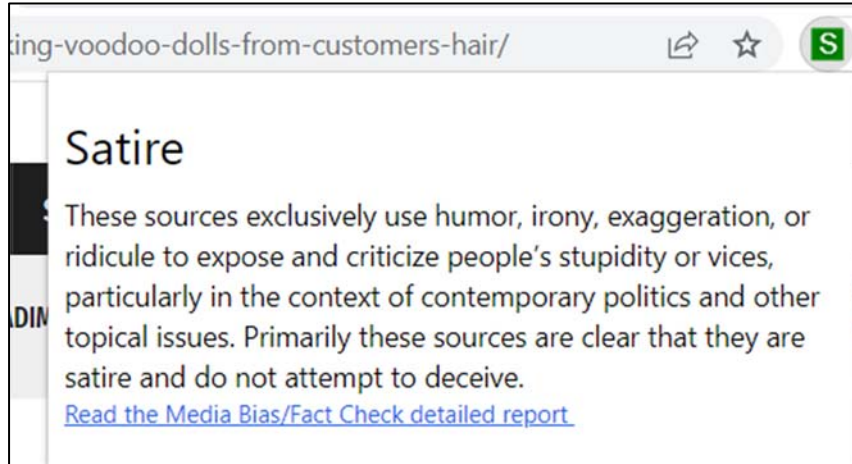 king-voodoo-dolls-from-customers-hair/
S
Satire
These sources exclusively use humor, irony, exaggeration, or
ridicule to expose and criticize people's stupidity or vices,
particularly in the context of contemporary politics and other
ADIM
topical issues. Primarily these sources are clear that they are
satire and do not attempt to deceive.
Read the Media Bias/Fact Check detailed report